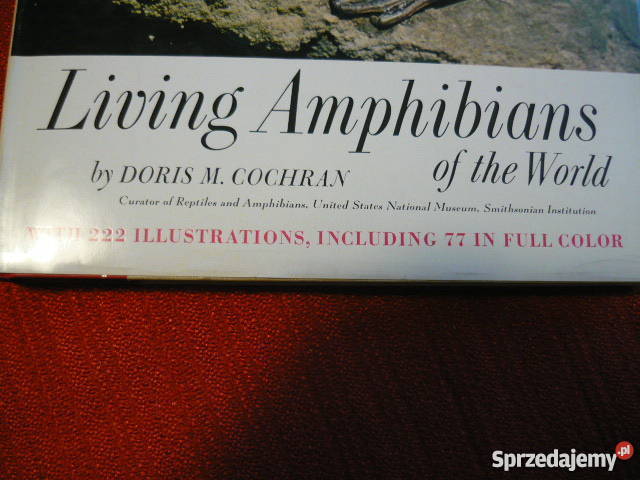 Living Amphibians
of the World
by DORIS M. COCHRAN
Curator of Reptiles and Amphibians, United States National Museum, Smithsonian Institution
WITH 222 ILLUSTRATIONS, INCLUDING 77 IN FULL COLOR
Sprzedajemy.pl